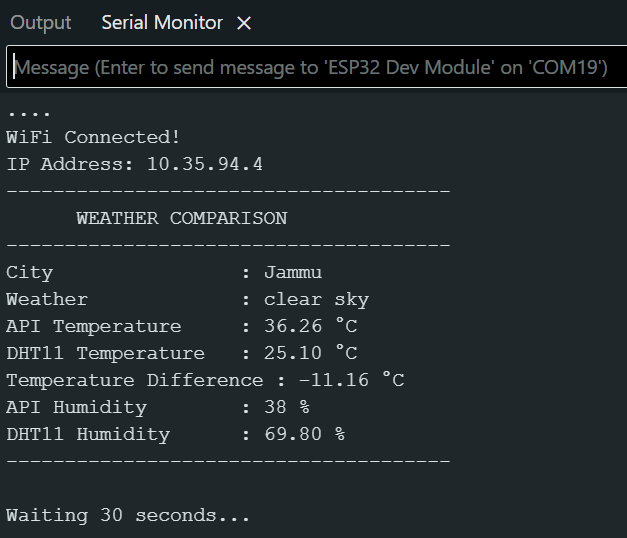 Output Serial Monitor ×
Message (Enter to send message to 'ESP32 Dev Module' on 'COM19')
....
WiFi Connected!
IP Address: 10.35.94.4
--------------------------------------
WEATHER COMPARISON
--------------------------------------
City : Jammu
Weather : clear sky
API Temperature : 36.26 °C
DHT11 Temperature : 25.10 °C
Temperature Difference : -11.16 °C
API Humidity : 38 %
DHT11 Humidity : 69.80 %
--------------------------------------
Waiting 30 seconds...